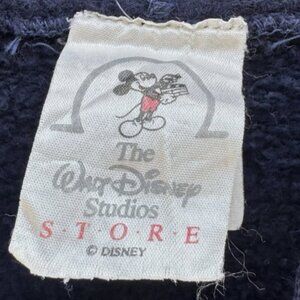 The
Walt Disney
Studios
S·T·O·R·E
© DISNEY